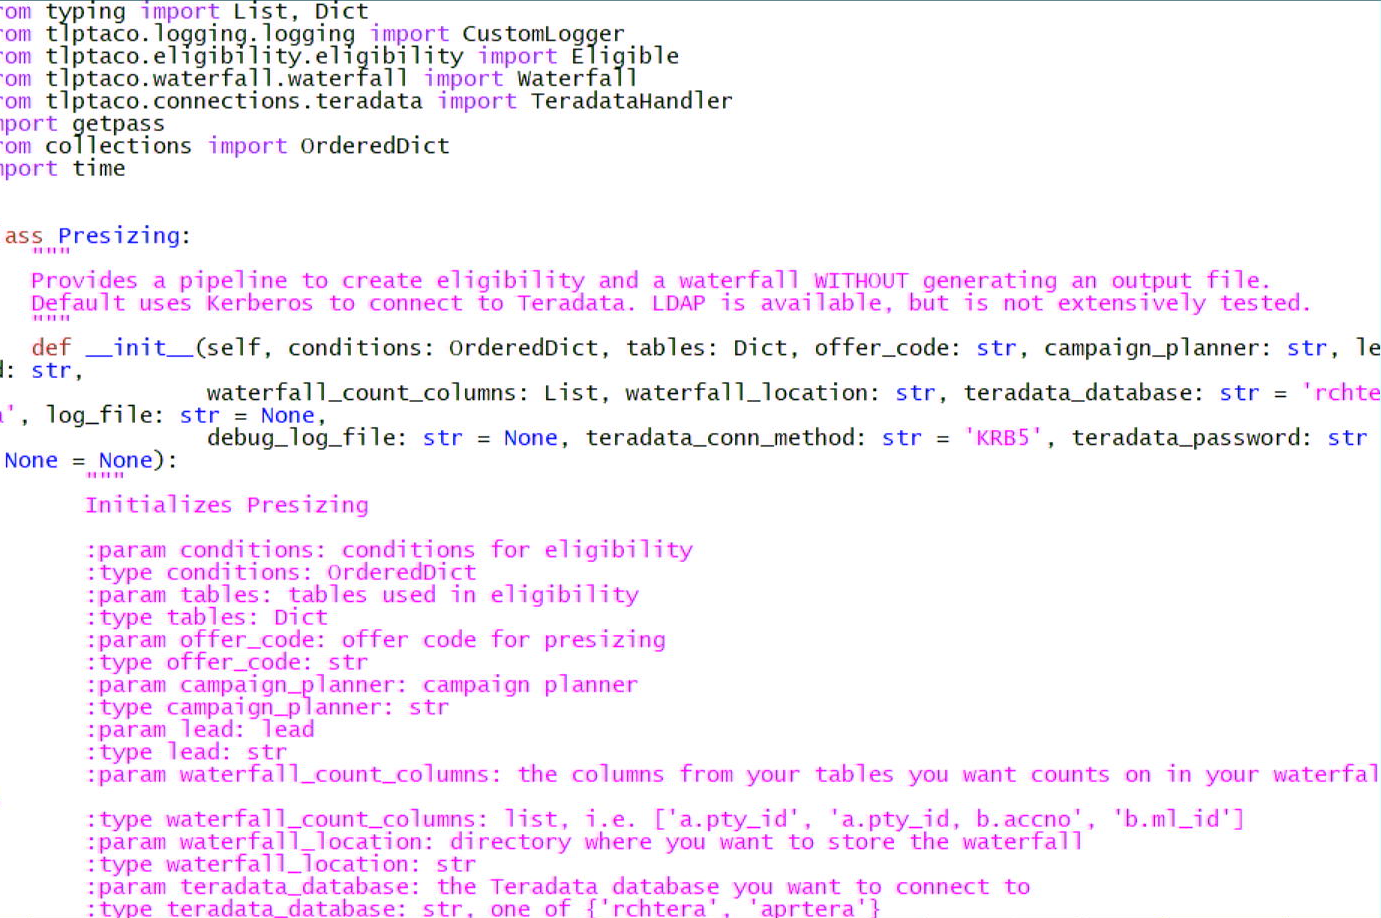 rom typing import List, Dict
rom tlptaco.logging.logging import CustomLogger
rom tlptaco.eligibility.eligibility import Eligible
rom tlptaco.waterfall.waterfall import Waterfall
rom tlptaco.connections.teradata import TeradataHandler
mport getpass
rom collections import OrderedDict
mport time
ass Presizing:
"""
Provides a pipeline to create eligibility and a waterfall WITHOUT generating an output file.
Default uses Kerberos to connect to Teradata. LDAP is available, but is not extensively tested.
"""
def __init__(self, conditions: OrderedDict, tables: Dict, offer_code: str, campaign_planner: str, le
d: str,
waterfall_count_columns: List, waterfall_location: str, teradata_database: str = 'rchte
a', log_file: str = None,
debug_log_file: str = None, teradata_conn_method: str = 'KRB5', teradata_password: str
None = None):
"""
Initializes Presizing
:param conditions: conditions for eligibility
:type conditions: OrderedDict
:param tables: tables used in eligibility
:type tables: Dict
:param offer_code: offer code for presizing
:type offer_code: str
:param campaign_planner: campaign planner
:type campaign_planner: str
:param lead: lead
:type lead: str
:param waterfall_count_columns: the columns from your tables you want counts on in your waterfal
:type waterfall_count_columns: list, i.e. ['a.pty_id', 'a.pty_id, b.accno', 'b.ml_id']
:param waterfall_location: directory where you want to store the waterfall
:type waterfall_location: str
:param teradata_database: the Teradata database you want to connect to
:type teradata_database: str, one of {'rchtera', 'aprtera'}